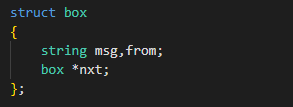 struct box
{
    string msg,from;
    box *nxt;
};